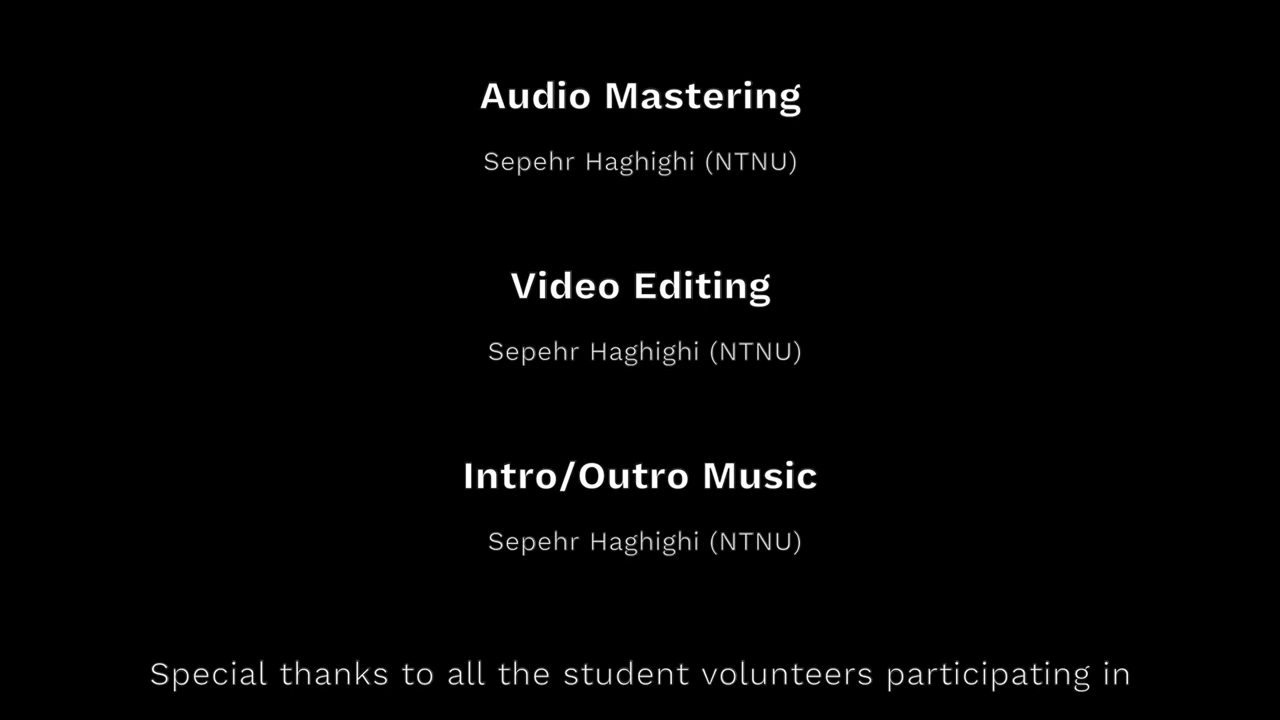 Audio Mastering
Sepehr Haghighi (NTNU)
Video Editing
Sepehr Haghighi (NTNU)
Intro/Outro Music
Sepehr Haghighi (NTNU)
Special thanks to all the student volunteers participating in